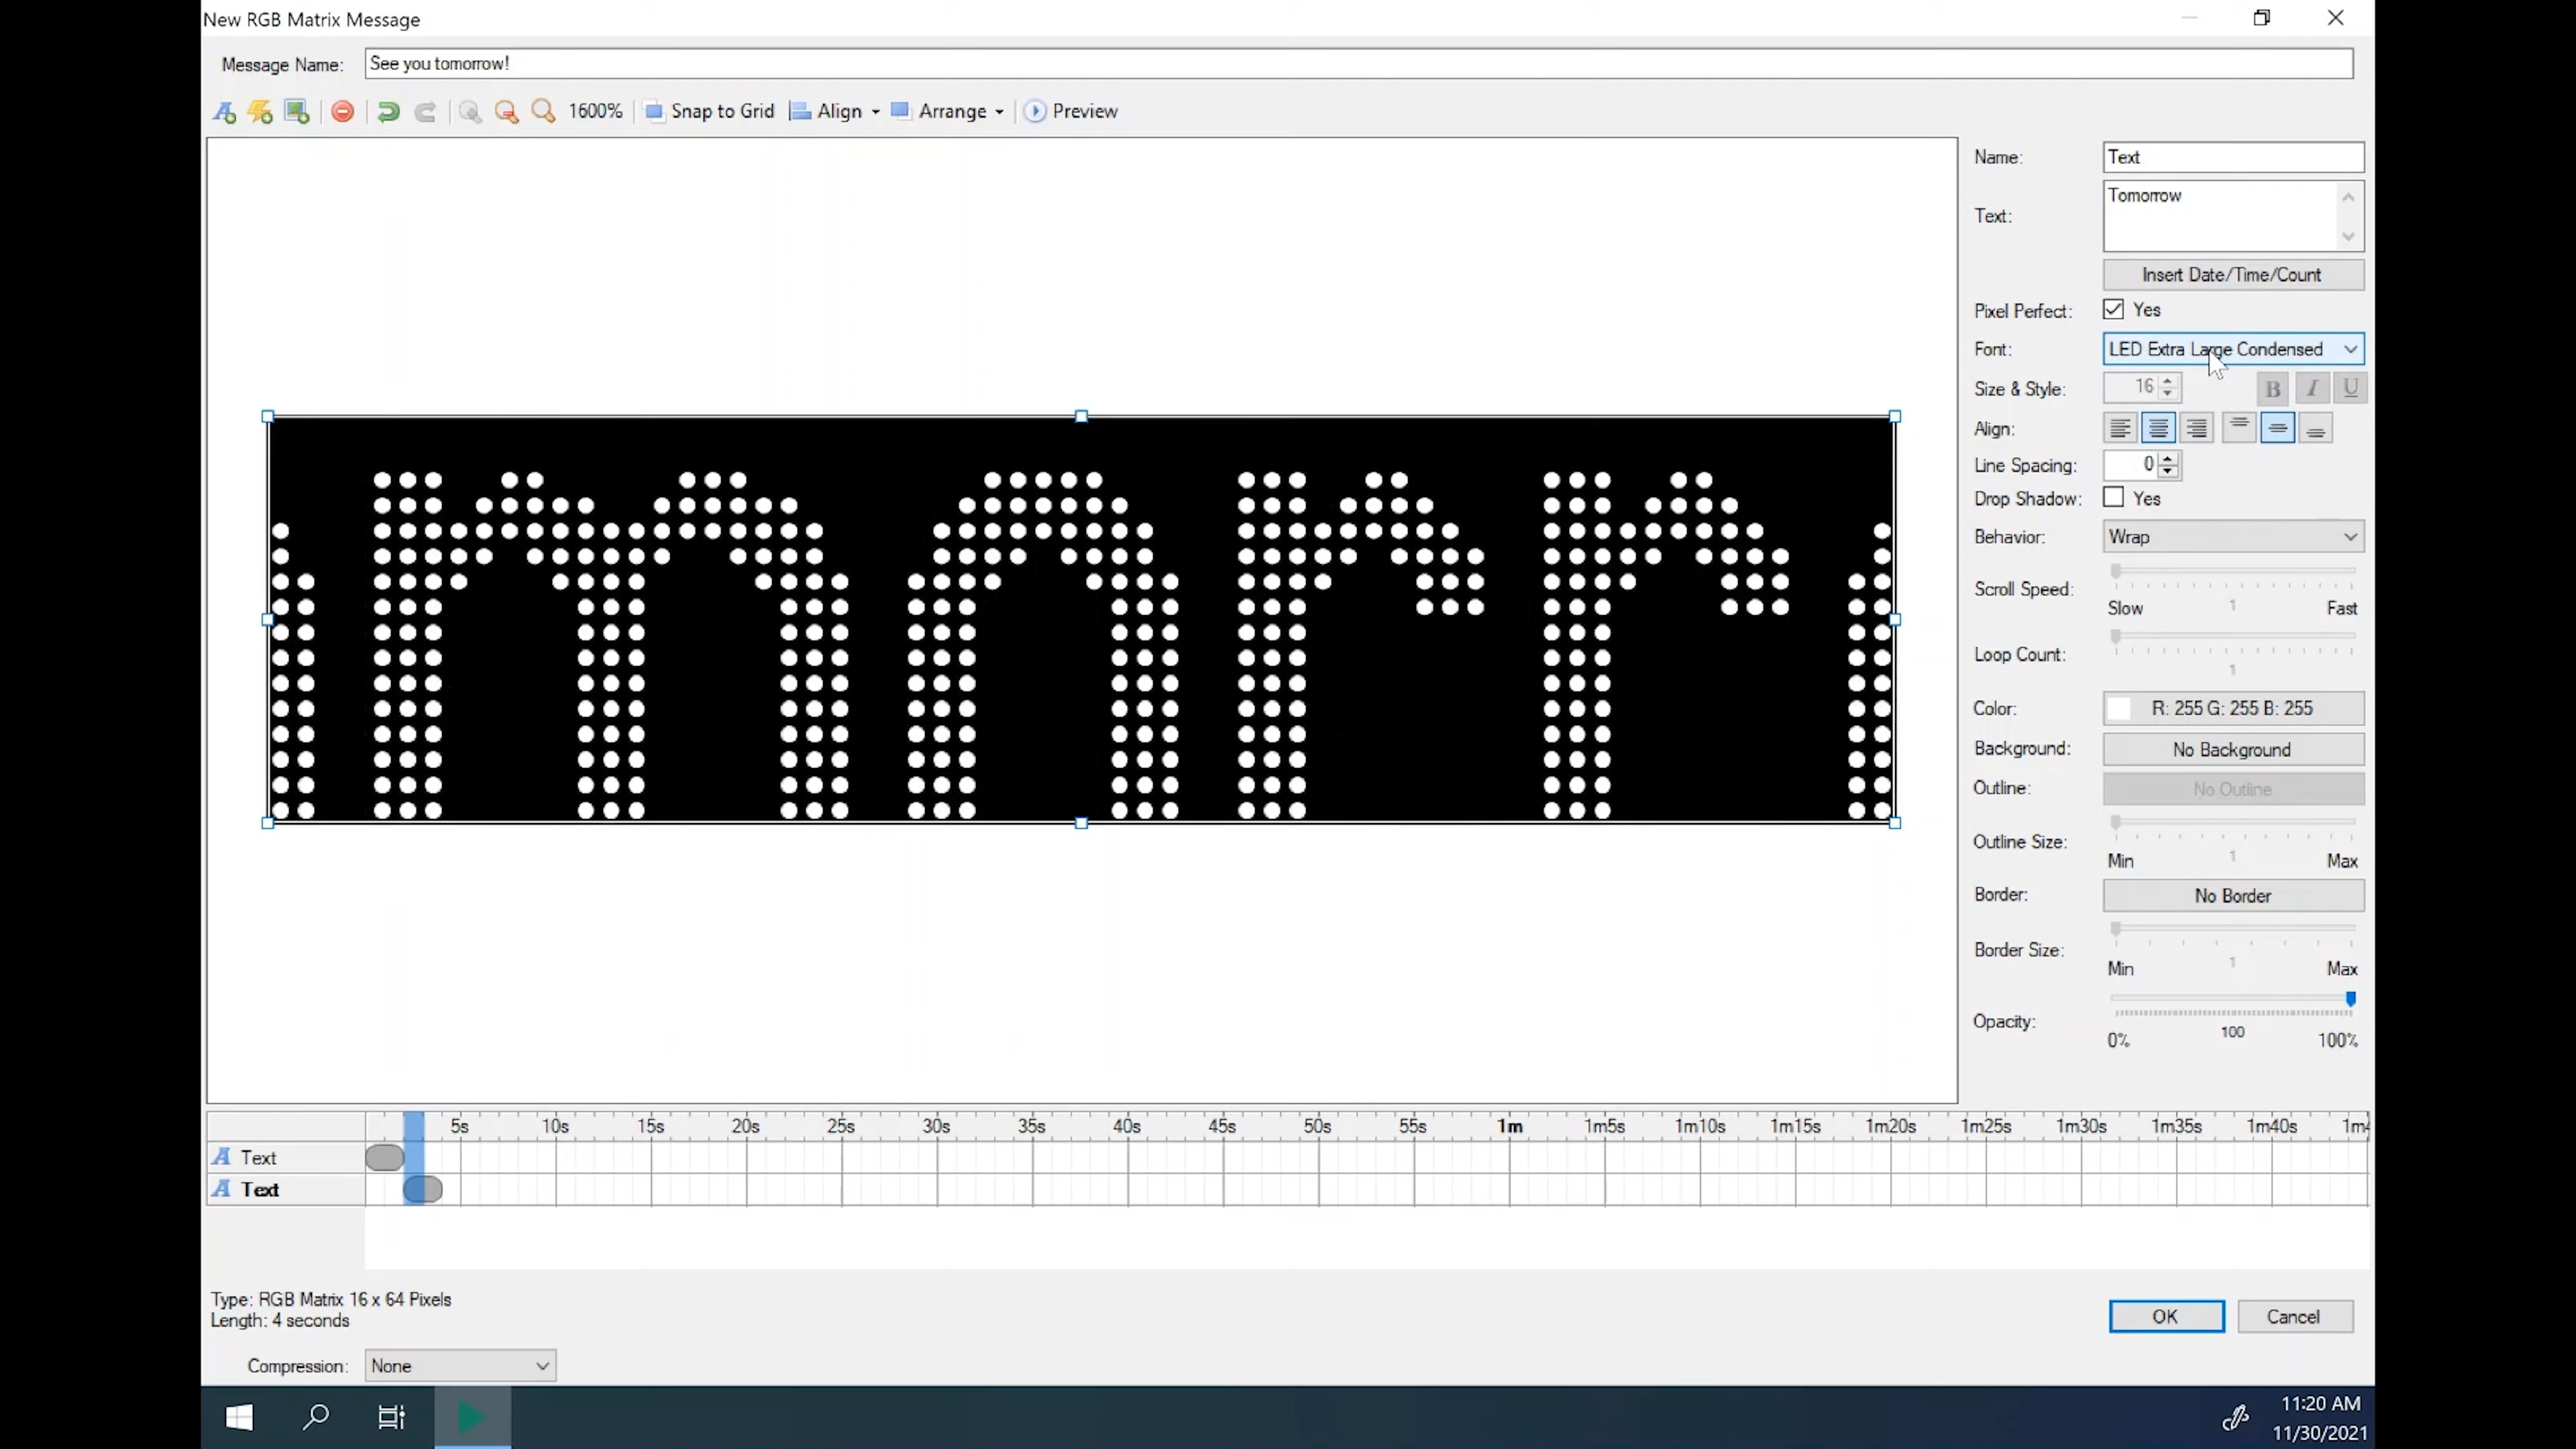 New RGB Matrix Message
Message Name: See you tomorrow!
1600% Snap to Grid Align Arrange Preview
Name: Text
Text: Tomorrow
Insert Date/Time/Count
Pixel Perfect: Yes
Font: LED Extra Large Condensed
Size & Style: 16 B I U
Align:
Line Spacing: 0
Drop Shadow: Yes
Behavior: Wrap
Scroll Speed:
Slow 1 Fast
Loop Count:
1
Color: R: 255 G: 255 B: 255
Background: No Background
Outline: No Outline
Outline Size:
Min 1 Max
Border: No Border
Border Size:
Min 1 Max
Opacity:
0% 100 100%
5s 10s 15s 20s 25s 30s 35s 40s 45s 50s 55s 1m 1m5s 1m10s 1m15s 1m20s 1m25s 1m30s 1m35s 1m40s
A Text
A Text
Type: RGB Matrix 16 x 64 Pixels
Length: 4 seconds
OK Cancel
Compression: None
11:20 AM
11/30/2021